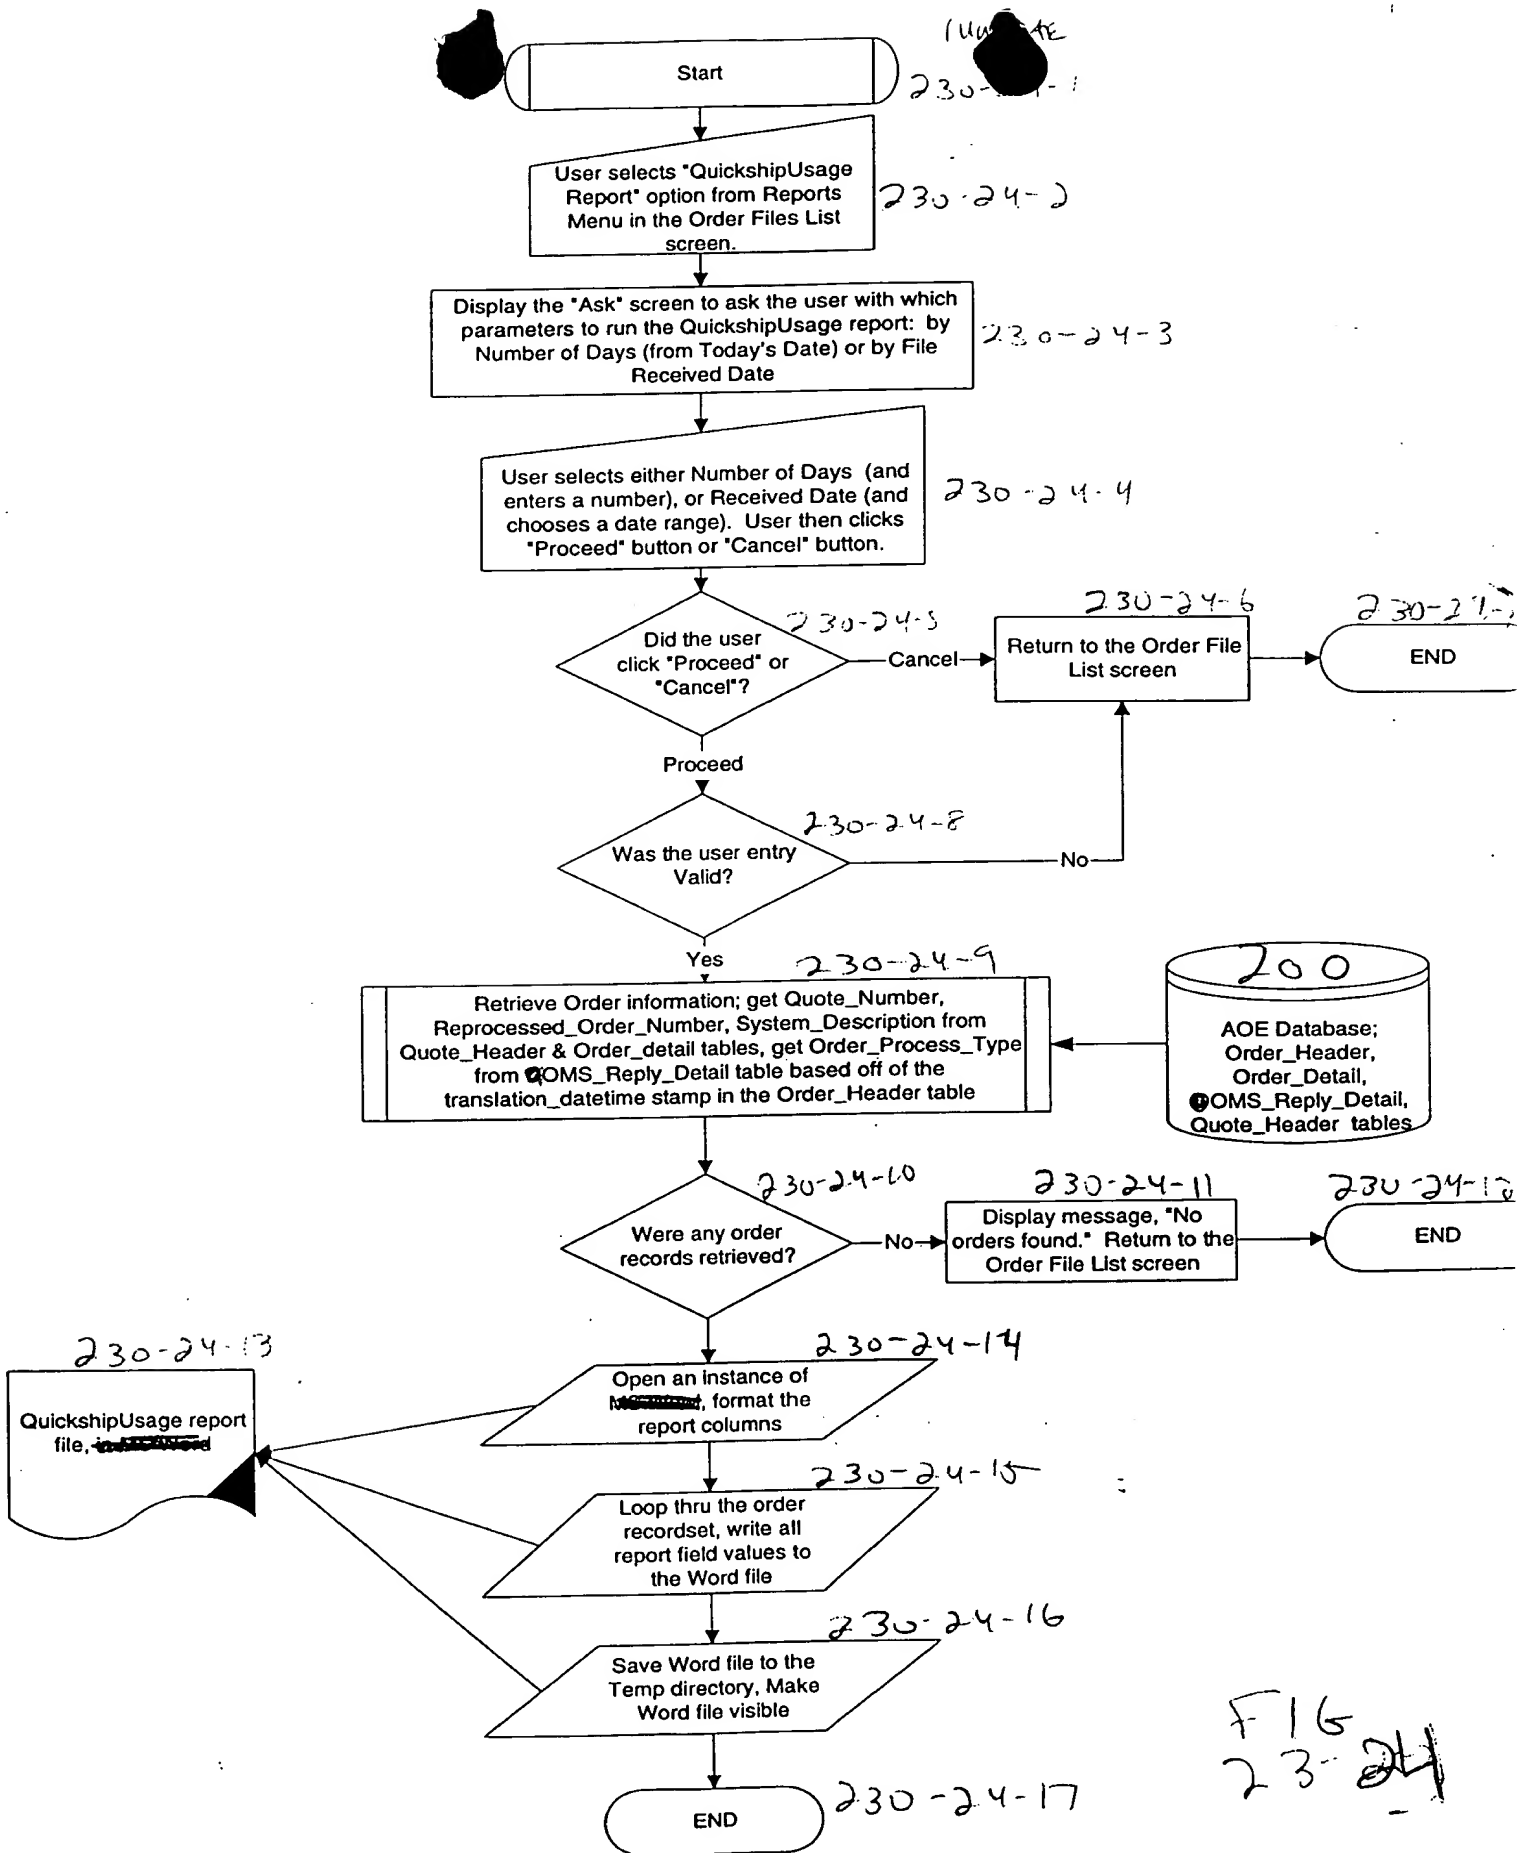 Start
User selects "QuickshipUsage
Report" option from Reports
Menu in the Order Files List
screen.
230-24-2
Display the "Ask" screen to ask the user with which
parameters to run the QuickshipUsage report: by
Number of Days (from Today's Date) or by File
Received Date
230-24-3
User selects either Number of Days (and
enters a number), or Received Date (and
chooses a date range). User then clicks
"Proceed" button or "Cancel" button.
230-24-4
Did the user
click "Proceed" or
"Cancel"?
230-24-5
Cancel
230-24-6
Return to the Order File
List screen
END
Proceed
230-24-8
Was the user entry
Valid?
No
Yes
230-24-9
Retrieve Order information; get Quote_Number,
Reprocessed_Order_Number, System_Description from
Quote_Header & Order_detail tables, get Order_Process_Type
from OMS_Reply_Detail table based off of the
translation_datetime stamp in the Order_Header table
200
AOE Database;
Order_Header,
Order_Detail,
OMS_Reply_Detail,
Quote_Header tables
230-24-10
Were any order
records retrieved?
No
230-24-11
Display message, "No
orders found." Return to the
Order File List screen
END
230-24-13
QuickshipUsage report
file,
230-24-14
Open an instance of
, format the
report columns
230-24-15
Loop thru the order
recordset, write all
report field values to
the Word file
230-24-16
Save Word file to the
Temp directory, Make
Word file visible
END
230-24-17
FIG
23-24